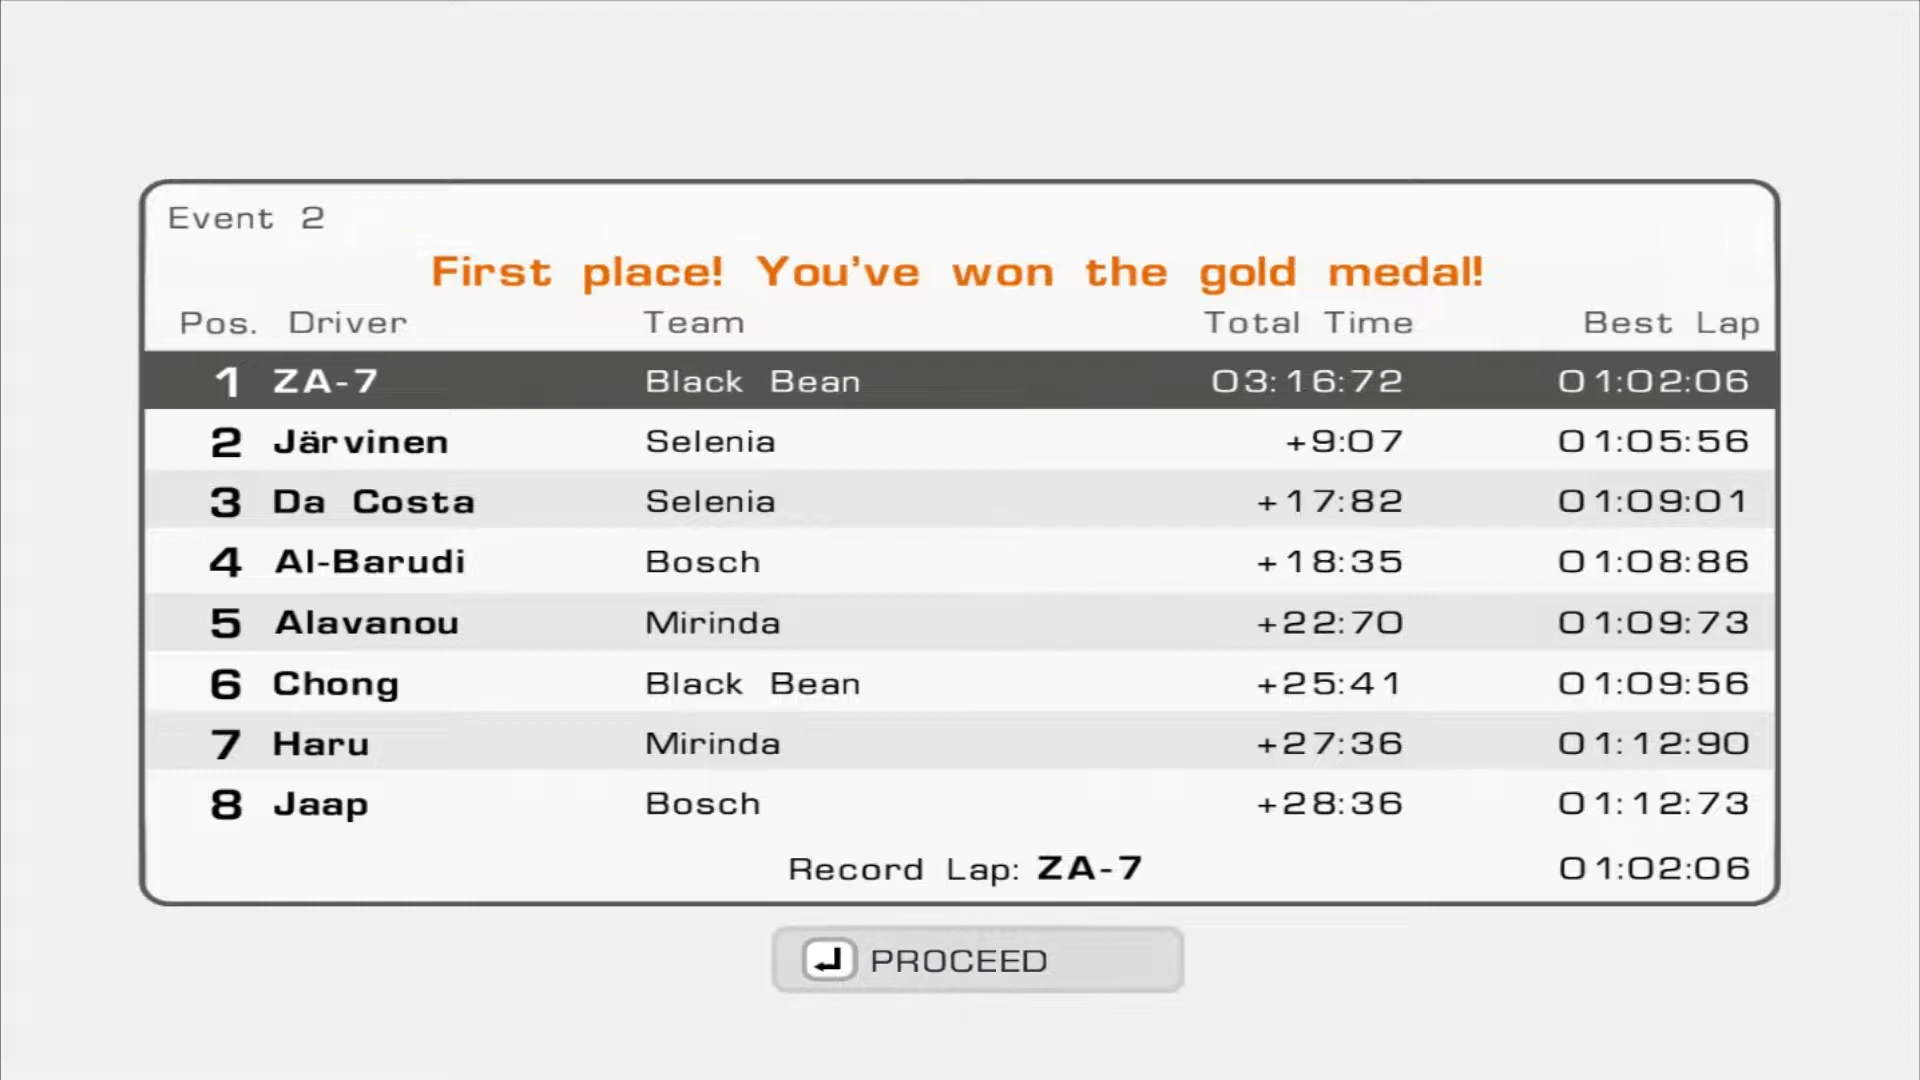 Event 2
First place! You've won the gold medal!
Pos. Driver Team Total Time Best Lap
1 ZA-7 Black Bean 03:16:72 01:02:06
2 Järvinen Selenia +9:07 01:05:56
3 Da Costa Selenia +17:82 01:09:01
4 Al-Barudi Bosch +18:35 01:08:86
5 Alavanou Mirinda +22:70 01:09:73
6 Chong Black Bean +25:41 01:09:56
7 Haru Mirinda +27:36 01:12:90
8 Jaap Bosch +28:36 01:12:73
Record Lap: ZA-7 01:02:06
PROCEED